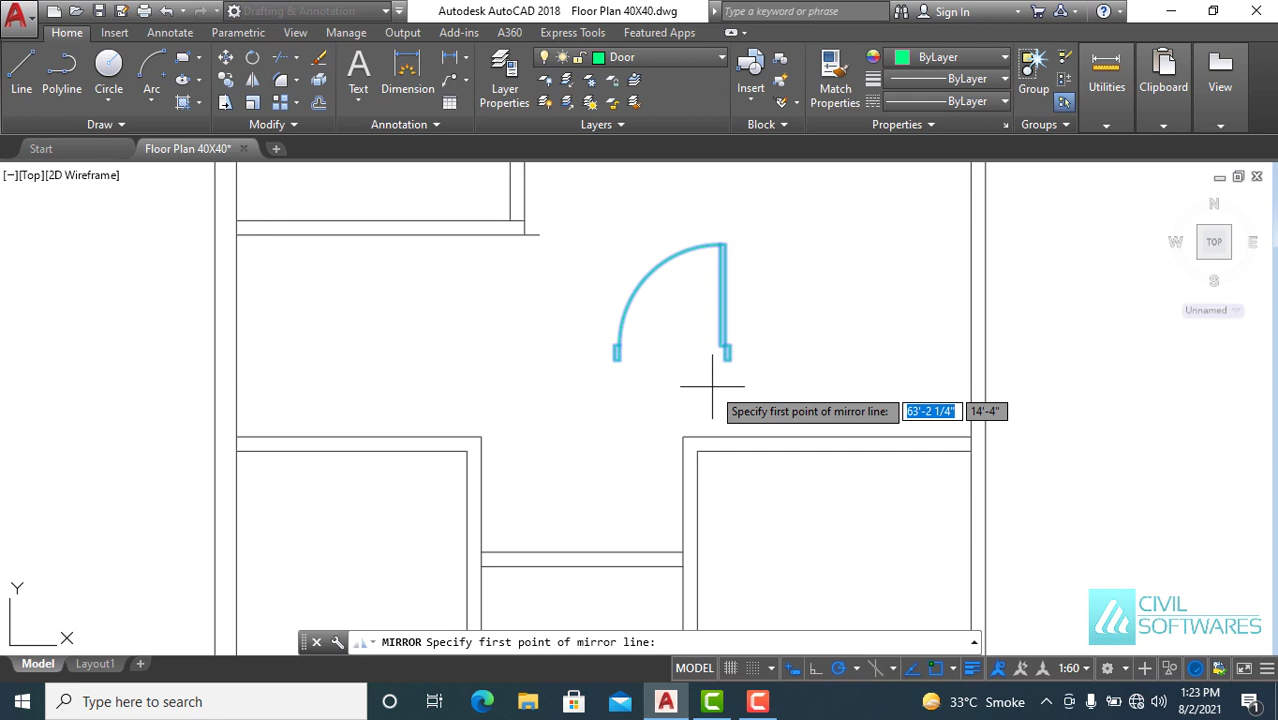 Drafting & Annotation
Autodesk AutoCAD 2018 Floor Plan 40X40.dwg
Type a keyword or phrase
Sign In
Home Insert Annotate Parametric View Manage Output Add-ins A360 Express Tools Featured Apps
Line Polyline Circle Arc
Text Dimension
Layer Properties
Door
Insert
Match Properties
ByLayer
ByLayer
ByLayer
Group
Utilities
Clipboard
View
Draw Modify Annotation Layers Block Properties Groups
Start Floor Plan 40X40*
[−][Top][2D Wireframe]
N
W TOP E
S
Unnamed
Specify first point of mirror line: 63'-2 1/4" 14'-4"
Y
X
CIVIL
SOFTWARES
MIRROR Specify first point of mirror line:
Model Layout1
MODEL 1:60
Type here to search
33°C Smoke
1:23 PM
8/2/2021
1